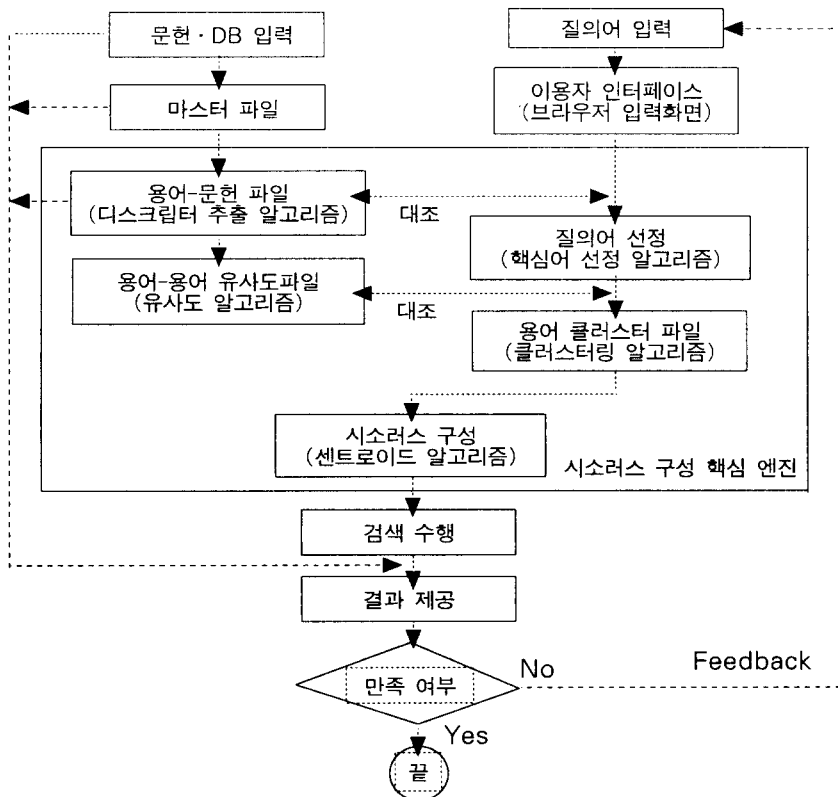 문헌·DB 입력
질의어 입력
마스터 파일
이용자 인터페이스
(브라우저 입력화면)
용어-문헌 파일
(디스크립터 추출 알고리즘)
대조
질의어 선정
(핵심어 선정 알고리즘)
용어-용어 유사도파일
(유사도 알고리즘)
대조
용어 클러스터 파일
(클러스터링 알고리즘)
시소러스 구성
(센트로이드 알고리즘)
시소러스 구성 핵심 엔진
검색 수행
결과 제공
만족 여부
No
Feedback
Yes
끝